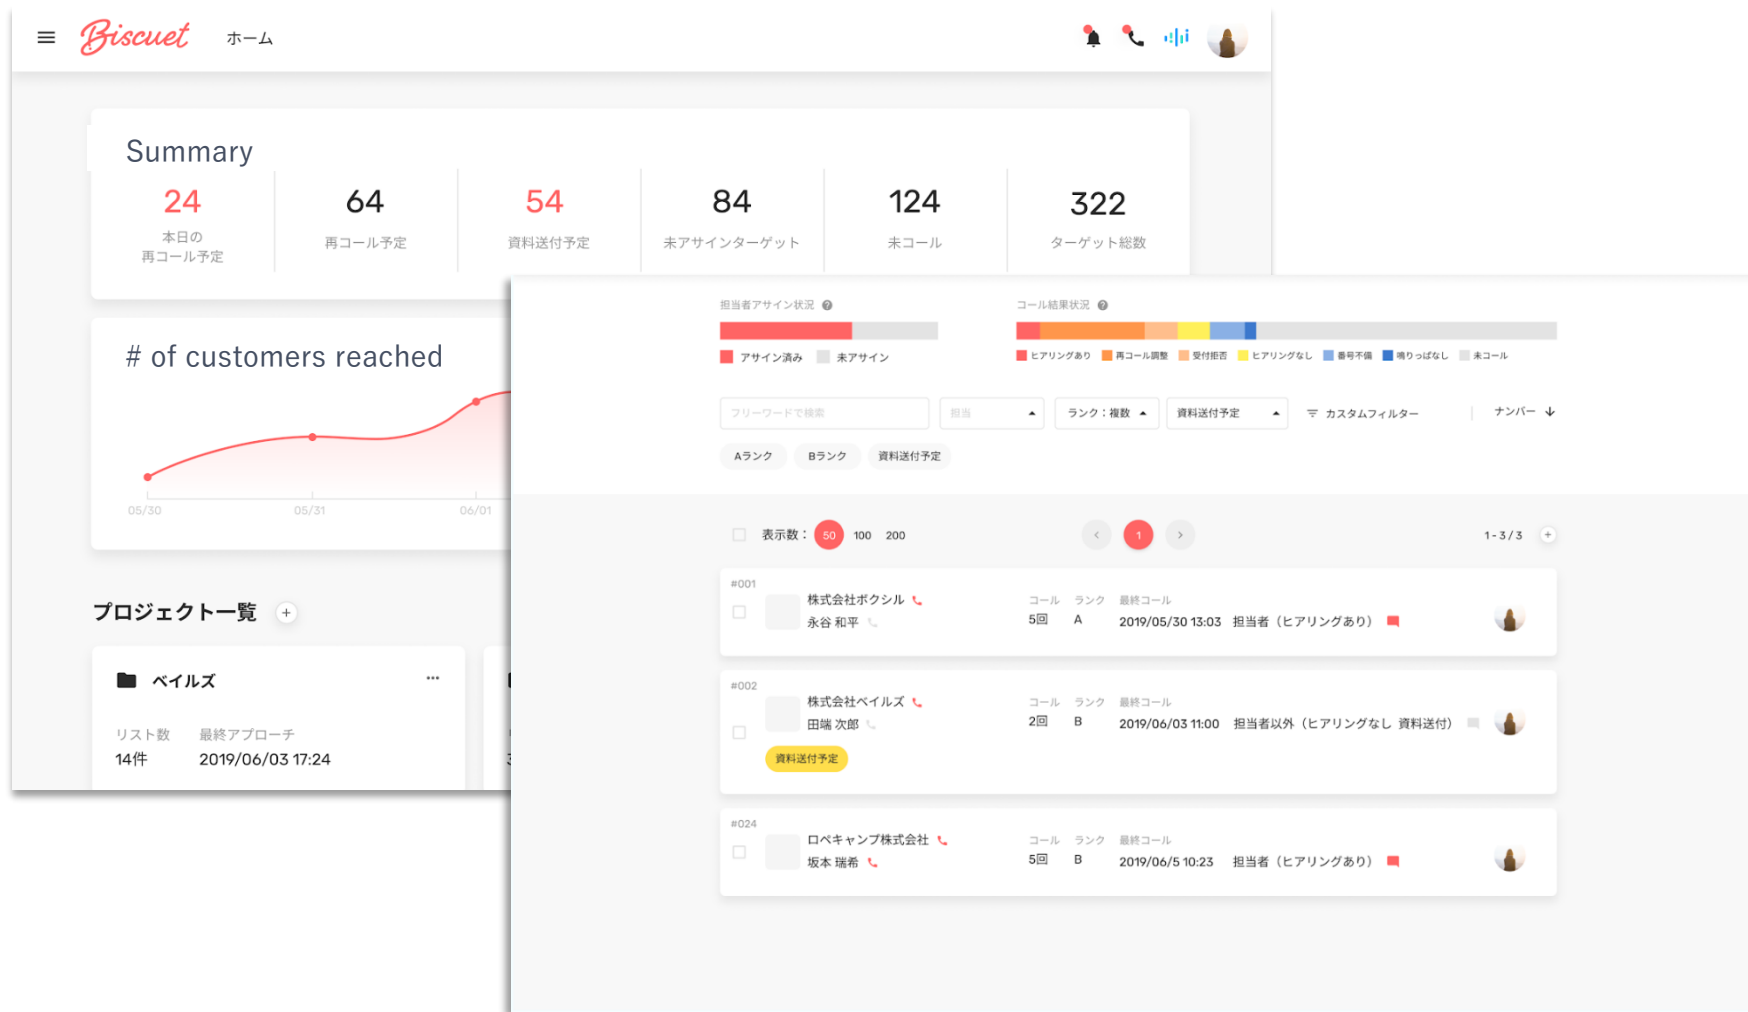 Biscuet ホーム
Summary
24
本日の
再コール予定
64
再コール予定
54
資料送付予定
84
未アサインターゲット
124
未コール
322
ターゲット総数
# of customers reached
05/30 05/31 06/01
プロジェクト一覧 +
ベイルズ ...
リスト数 最終アプローチ
14件 2019/06/03 17:24
担当者アサイン状況 ?
アサイン済み 未アサイン
コール結果状況 ?
ヒアリングあり 再コール調整 受付拒否 ヒアリングなし 番号不備 鳴りっぱなし 未コール
フリーワードで検索 担当 ランク：複数 資料送付予定 カスタムフィルター ナンバー ↓
Aランク Bランク 資料送付予定
表示数： 50 100 200 < 1 > 1 - 3 / 3 +
#001
株式会社ボクシル
永谷 和平
コール ランク 最終コール
5回 A 2019/05/30 13:03 担当者（ヒアリングあり）
#002
株式会社ベイルズ
田端 次郎
資料送付予定
コール ランク 最終コール
2回 B 2019/06/03 11:00 担当者以外（ヒアリングなし 資料送付）
#024
ロペキャンプ株式会社
坂本 瑞希
コール ランク 最終コール
5回 B 2019/06/5 10:23 担当者（ヒアリングあり）